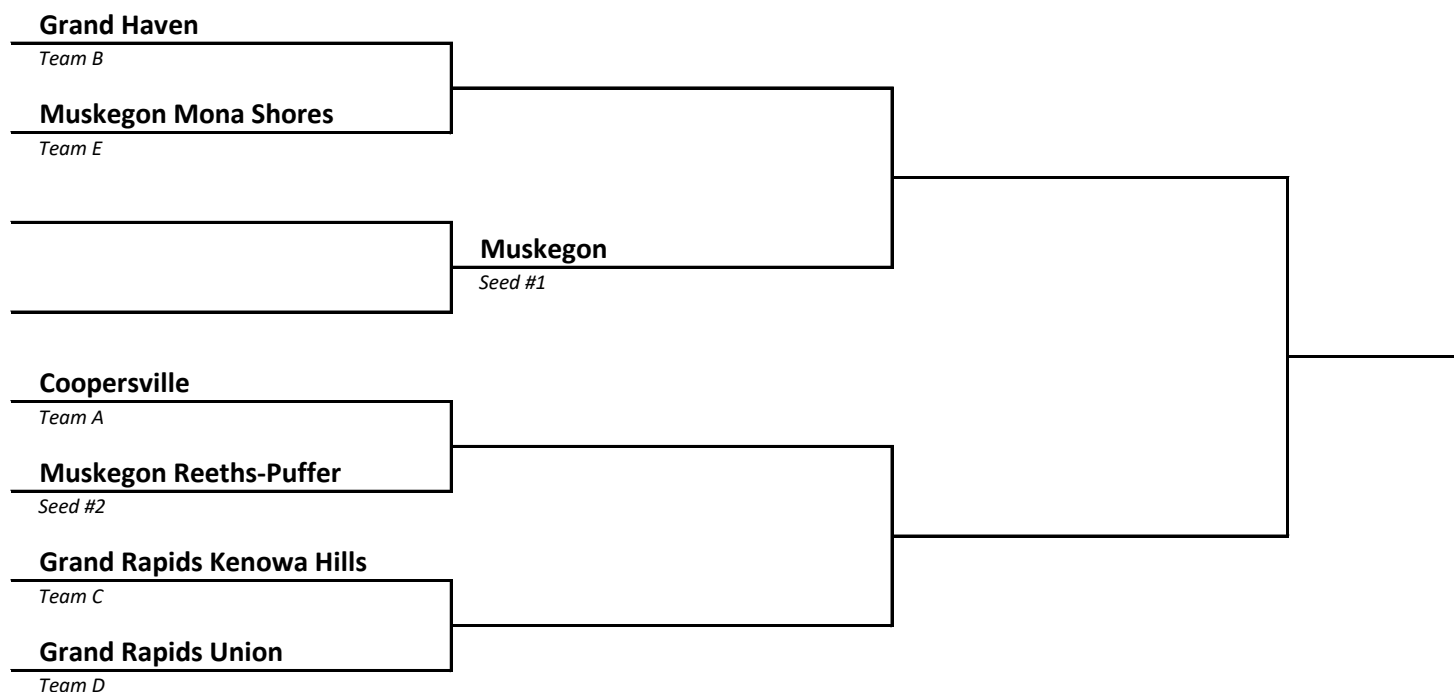 Grand Haven
Team B
Muskegon Mona Shores
Team E
Muskegon
Seed #1
Coopersville
Team A
Muskegon Reeths-Puffer
Seed #2
Grand Rapids Kenowa Hills
Team C
Grand Rapids Union
Team D